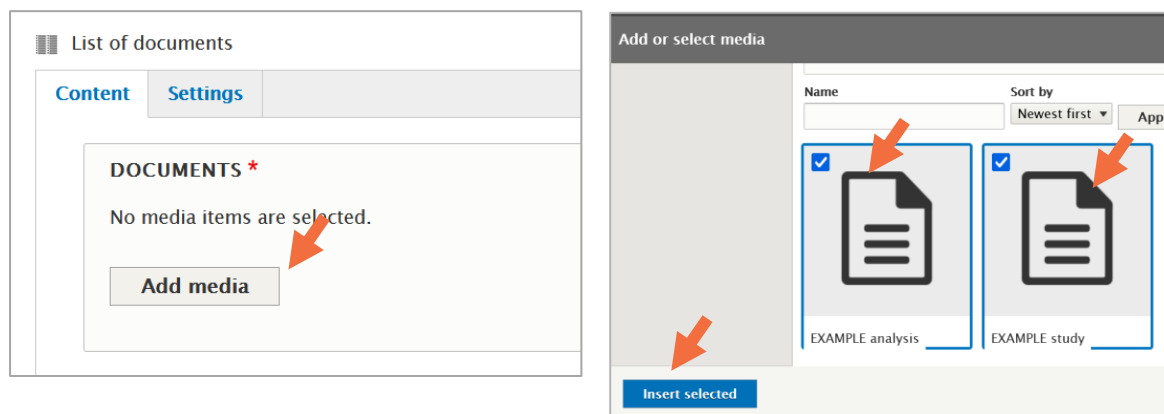 List of documents
Content Settings
DOCUMENTS *
No media items are selected.
Add media
Add or select media
Name Sort by
Newest first
App
EXAMPLE analysis EXAMPLE study
Insert selected